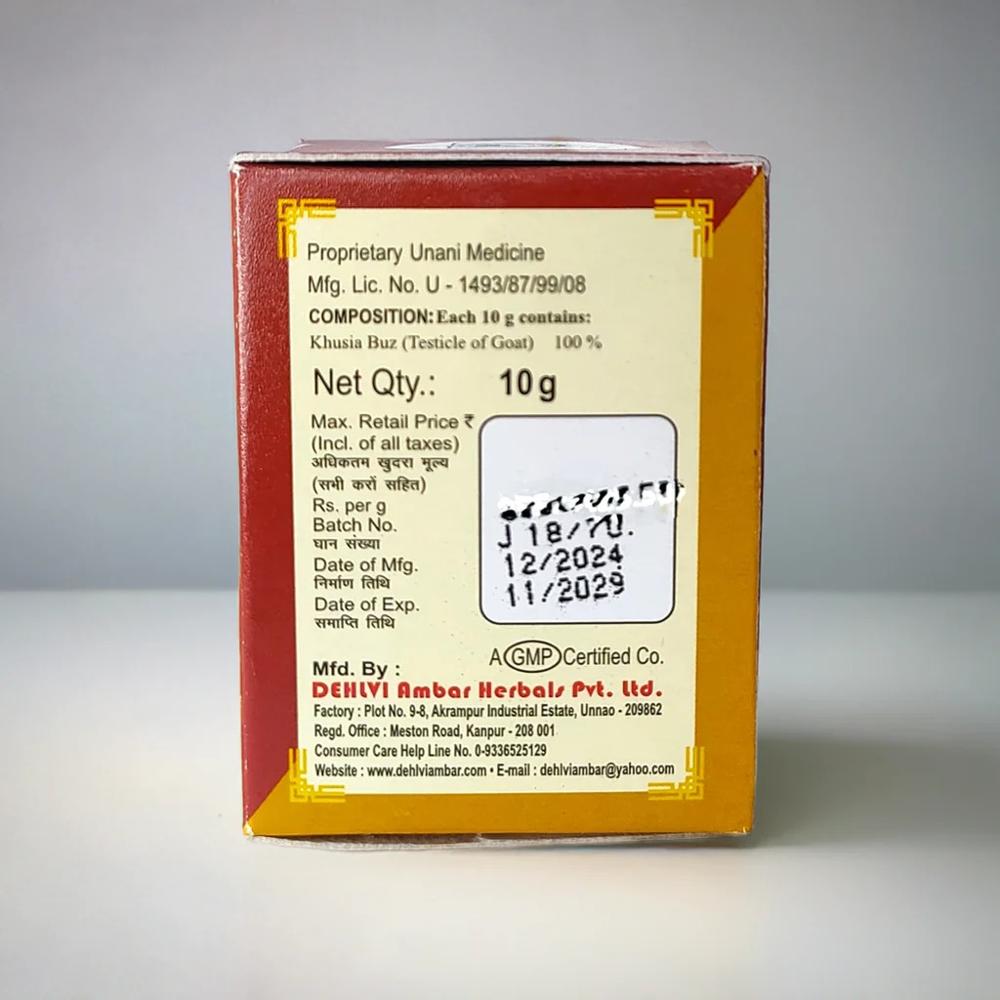 Proprietary Unani Medicine
Mfg. Lic. No. U - 1493/87/99/08
COMPOSITION: Each 10 g contains:
Khusia Buz (Testicle of Goat) 100 %
Net Qty.: 10 g
Max. Retail Price ₹
(Incl. of all taxes)
अधिकतम खुदरा मूल्य
(सभी करों सहित)
Rs. per g
Batch No.
घान संख्या
Date of Mfg. 12/2024
निर्माण तिथि
Date of Exp. 11/2029
समाप्ति तिथि
A GMP Certified Co.
Mfd. By :
DEHLVI Ambar Herbals Pvt. Ltd.
Factory : Plot No. 9-8, Akrampur Industrial Estate, Unnao - 209862
Regd. Office : Meston Road, Kanpur - 208 001
Consumer Care Help Line No. 0-9336525129
Website : www.dehlviambar.com • E-mail : dehlviambar@yahoo.com